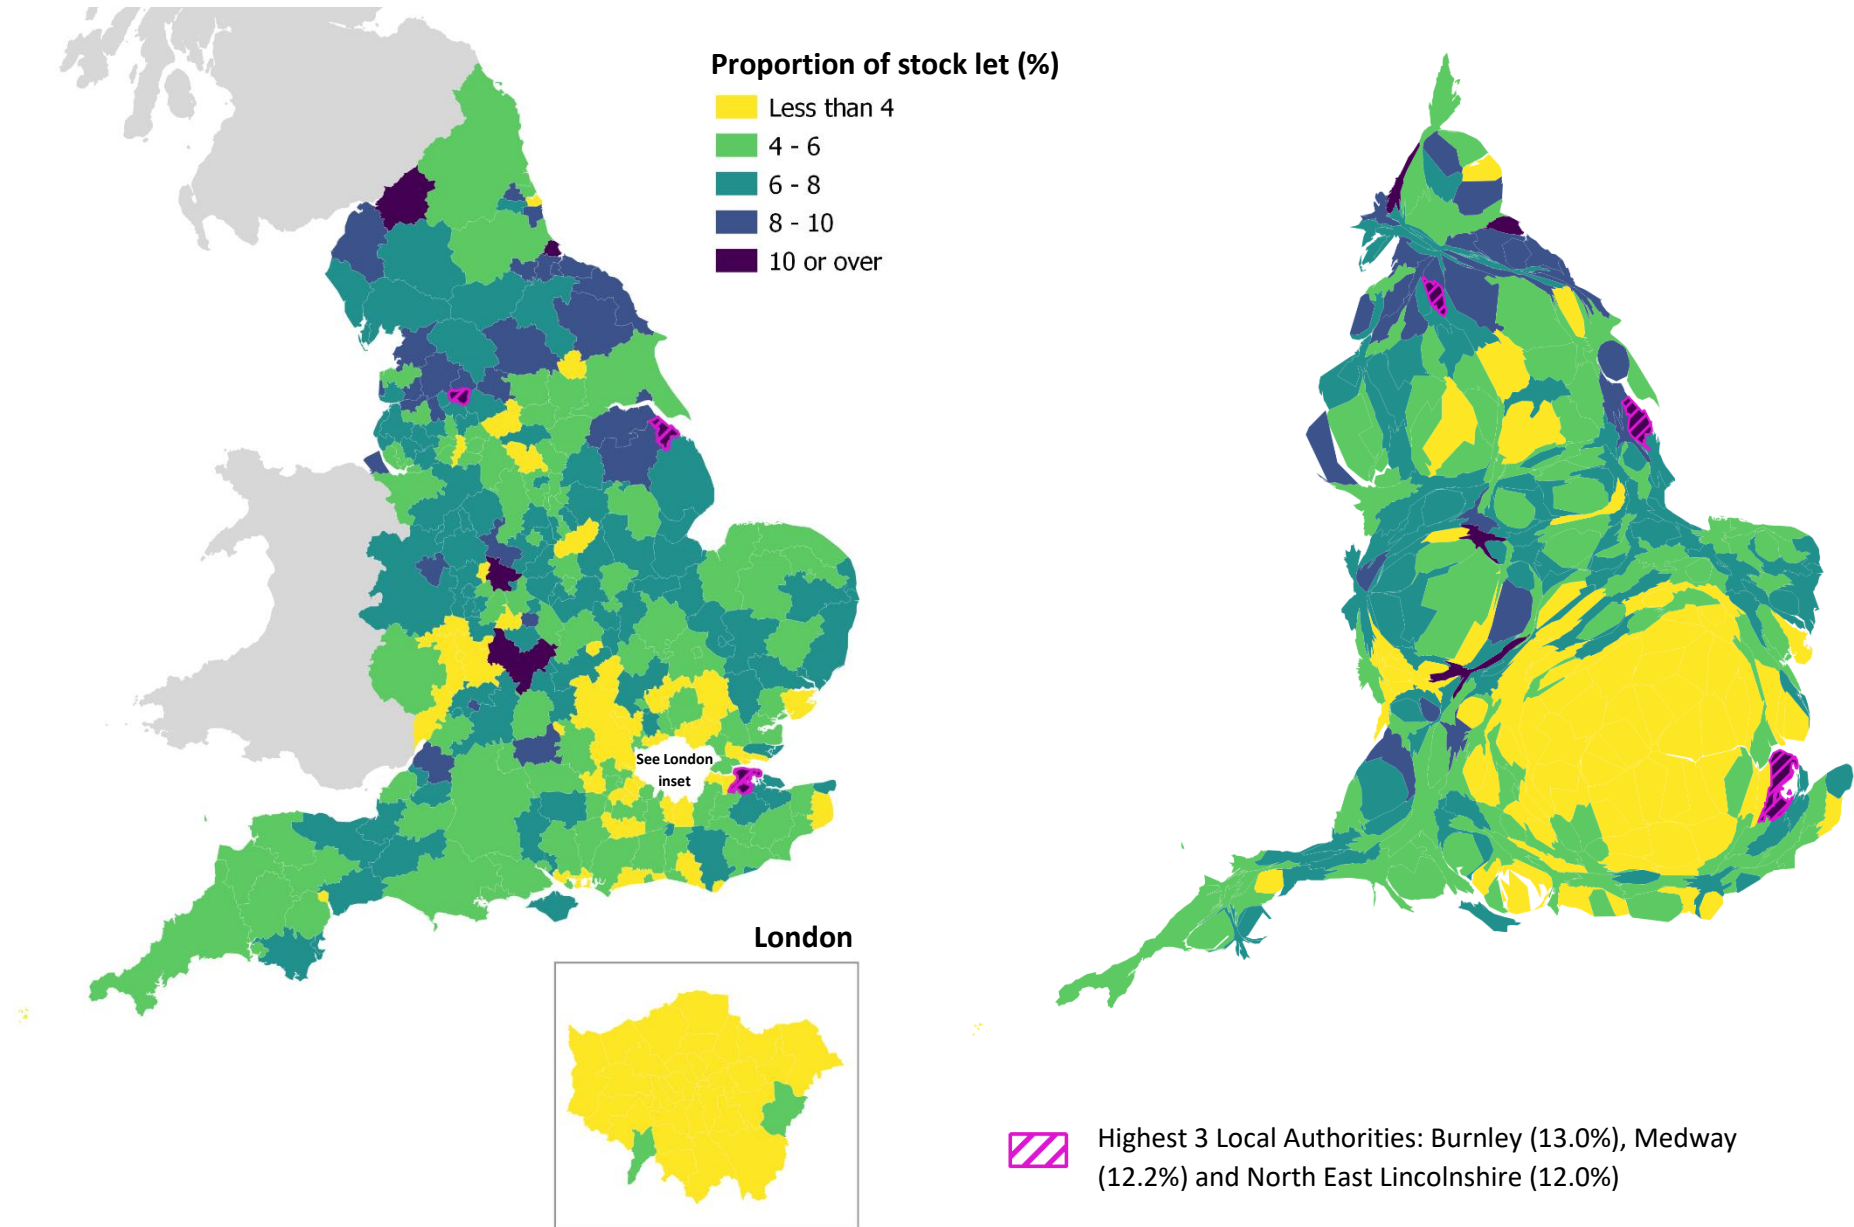 Proportion of stock let (%)
Less than 4
4 - 6
6 - 8
8 - 10
10 or over
See London
inset
London
Highest 3 Local Authorities: Burnley (13.0%), Medway
(12.2%) and North East Lincolnshire (12.0%)